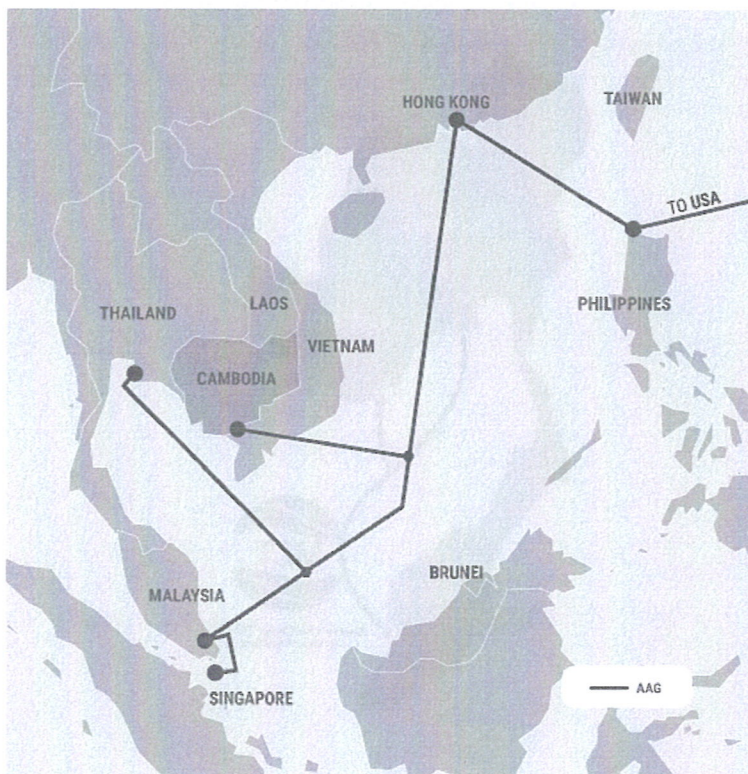 HONG KONG
TAIWAN
TO USA
LAOS
THAILAND
PHILIPPINES
VIETNAM
CAMBODIA
BRUNEI
MALAYSIA
AAG
SINGAPORE